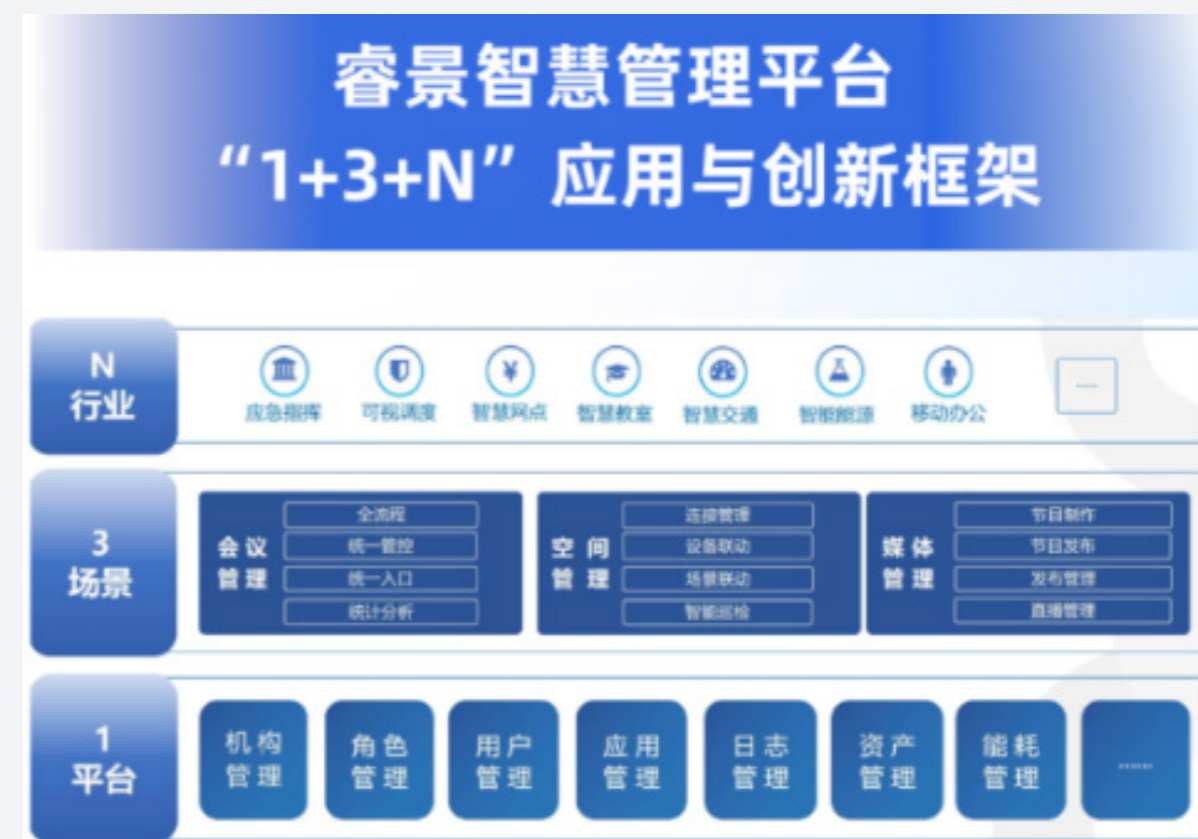 睿景智慧管理平台
“1+3+N”应用与创新框架
N
行业
应急指挥 可视调度 智慧网点 智慧教室 智慧交通 智能能源 移动办公
3
场景
会议
管理
全流程
统一管控
统一入口
统计分析
空间
管理
连接管理
设备联动
场景联动
智能巡检
媒体
管理
节目制作
节目发布
发布管理
直播管理
1
平台
机构
管理
角色
管理
用户
管理
应用
管理
日志
管理
资产
管理
能耗
管理
......